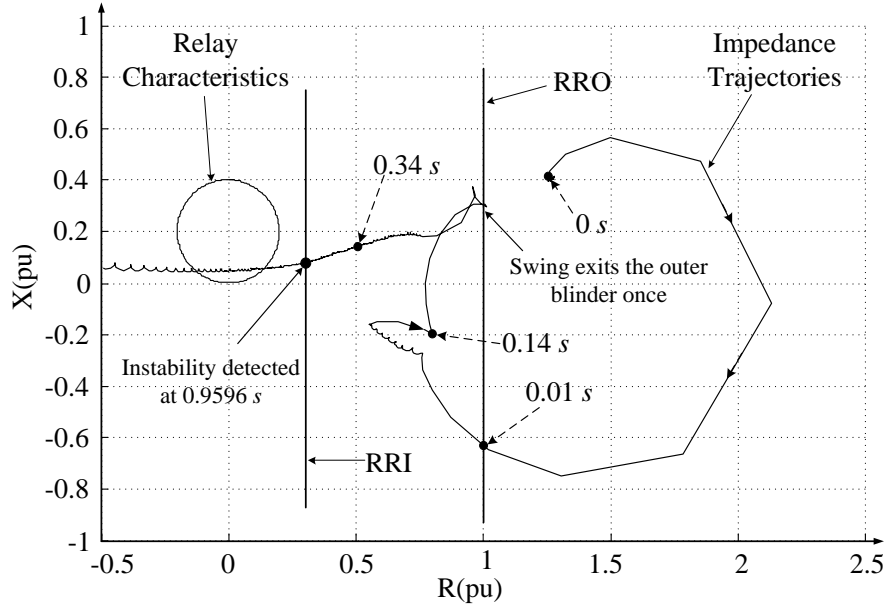 1
Relay
Characteristics
Impedance
Trajectories
0.8
RRO
0.6
0.34 s
0.4
0 s
0.2
Swing exits the outer
blinder once
0
-0.2
0.14 s
Instability detected
at 0.9596 s
-0.4
0.01 s
-0.6
RRI
-0.8
-1
X(pu)
-0.5
0
0.5
1
1.5
2
2.5
R(pu)